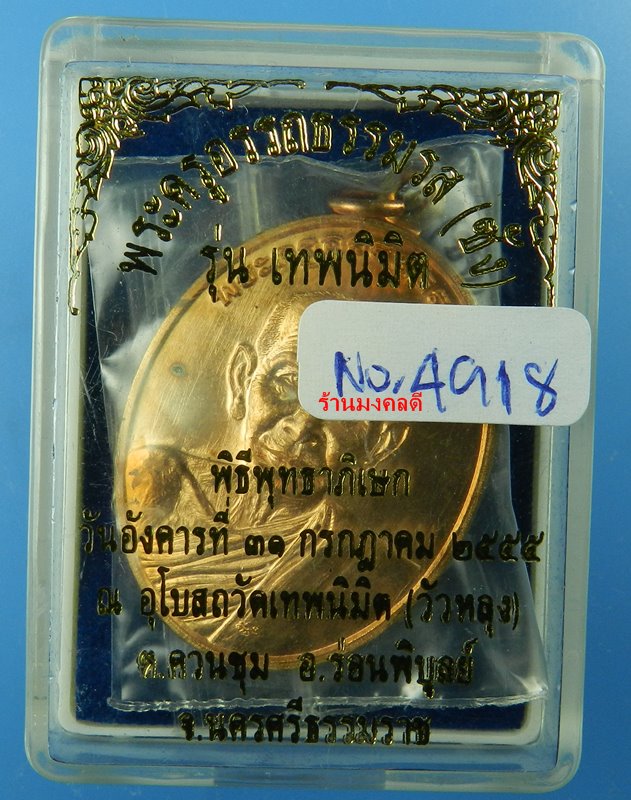 พระครูอรรถธรรมรส (ซัง)
รุ่น เทพนิมิต
No.4918
ร้านมงคลดี
พิธีพุทธาภิเษก
วันอังคารที่ ๓๑ กรกฎาคม ๒๕๕๕
ณ อุโบสถวัดเทพนิมิต (วัวหลุง)
ต.ควนชุม อ.ร่อนพิบูลย์
จ.นครศรีธรรมราช